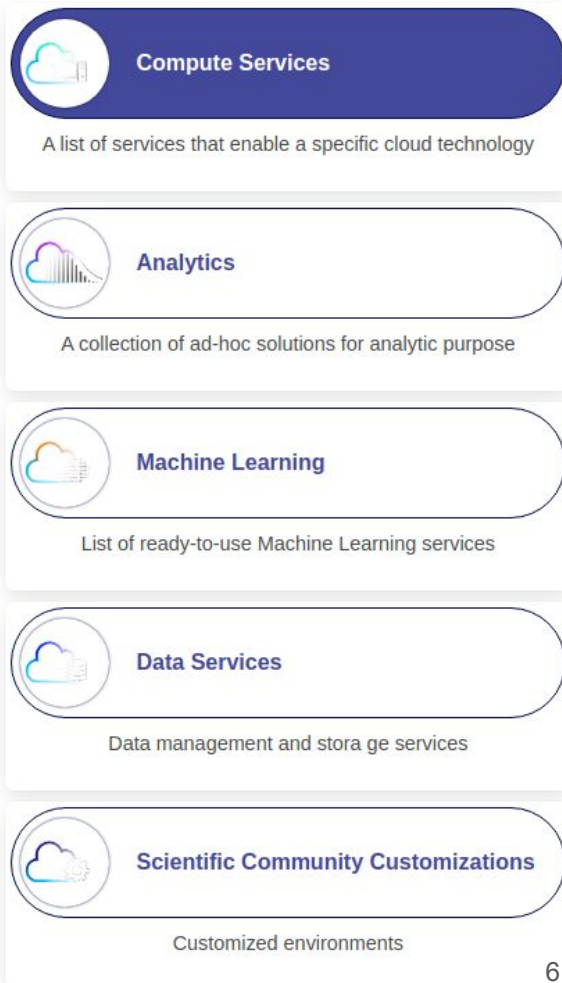 Compute Services
A list of services that enable a specific cloud technology
Analytics
A collection of ad-hoc solutions for analytic purpose
Machine Learning
List of ready-to-use Machine Learning services
Data Services
Data management and stora ge services
Scientific Community Customizations
Customized environments
6